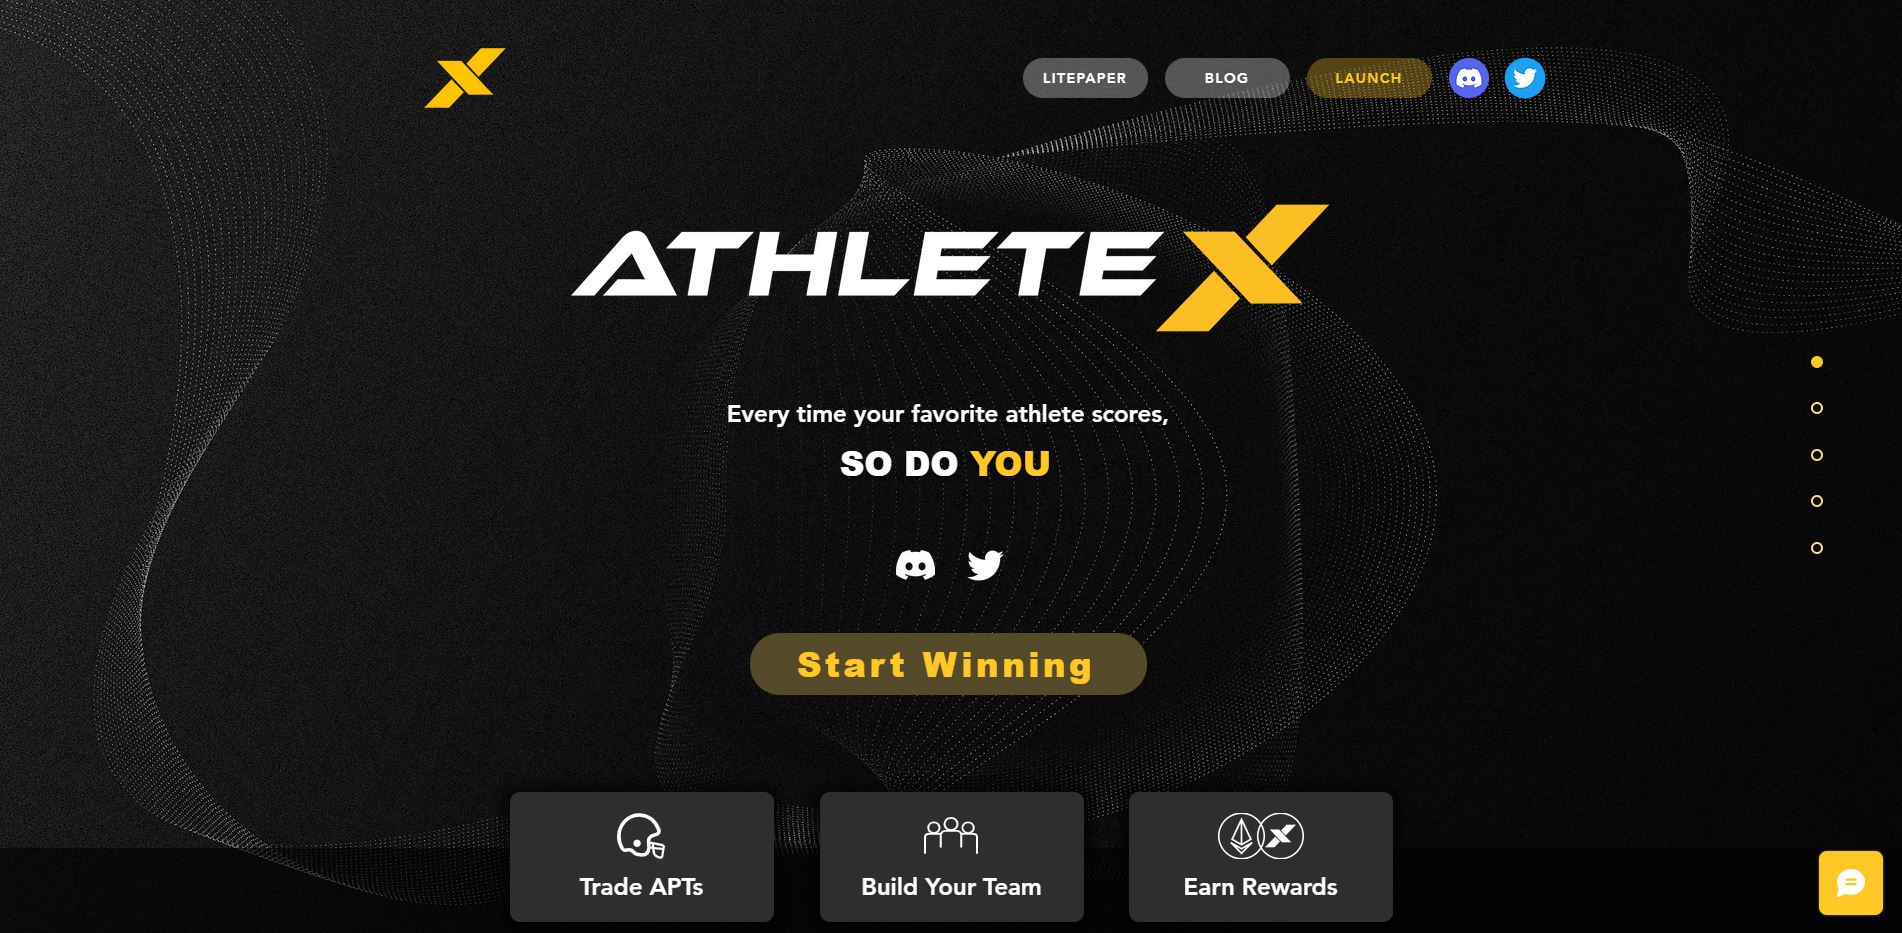 LITEPAPER
BLOG
LAUNCH
ATHLETEX
Every time your favorite athlete scores,
SO DO YOU
Start Winning
Trade APTs
Build Your Team
Earn Rewards